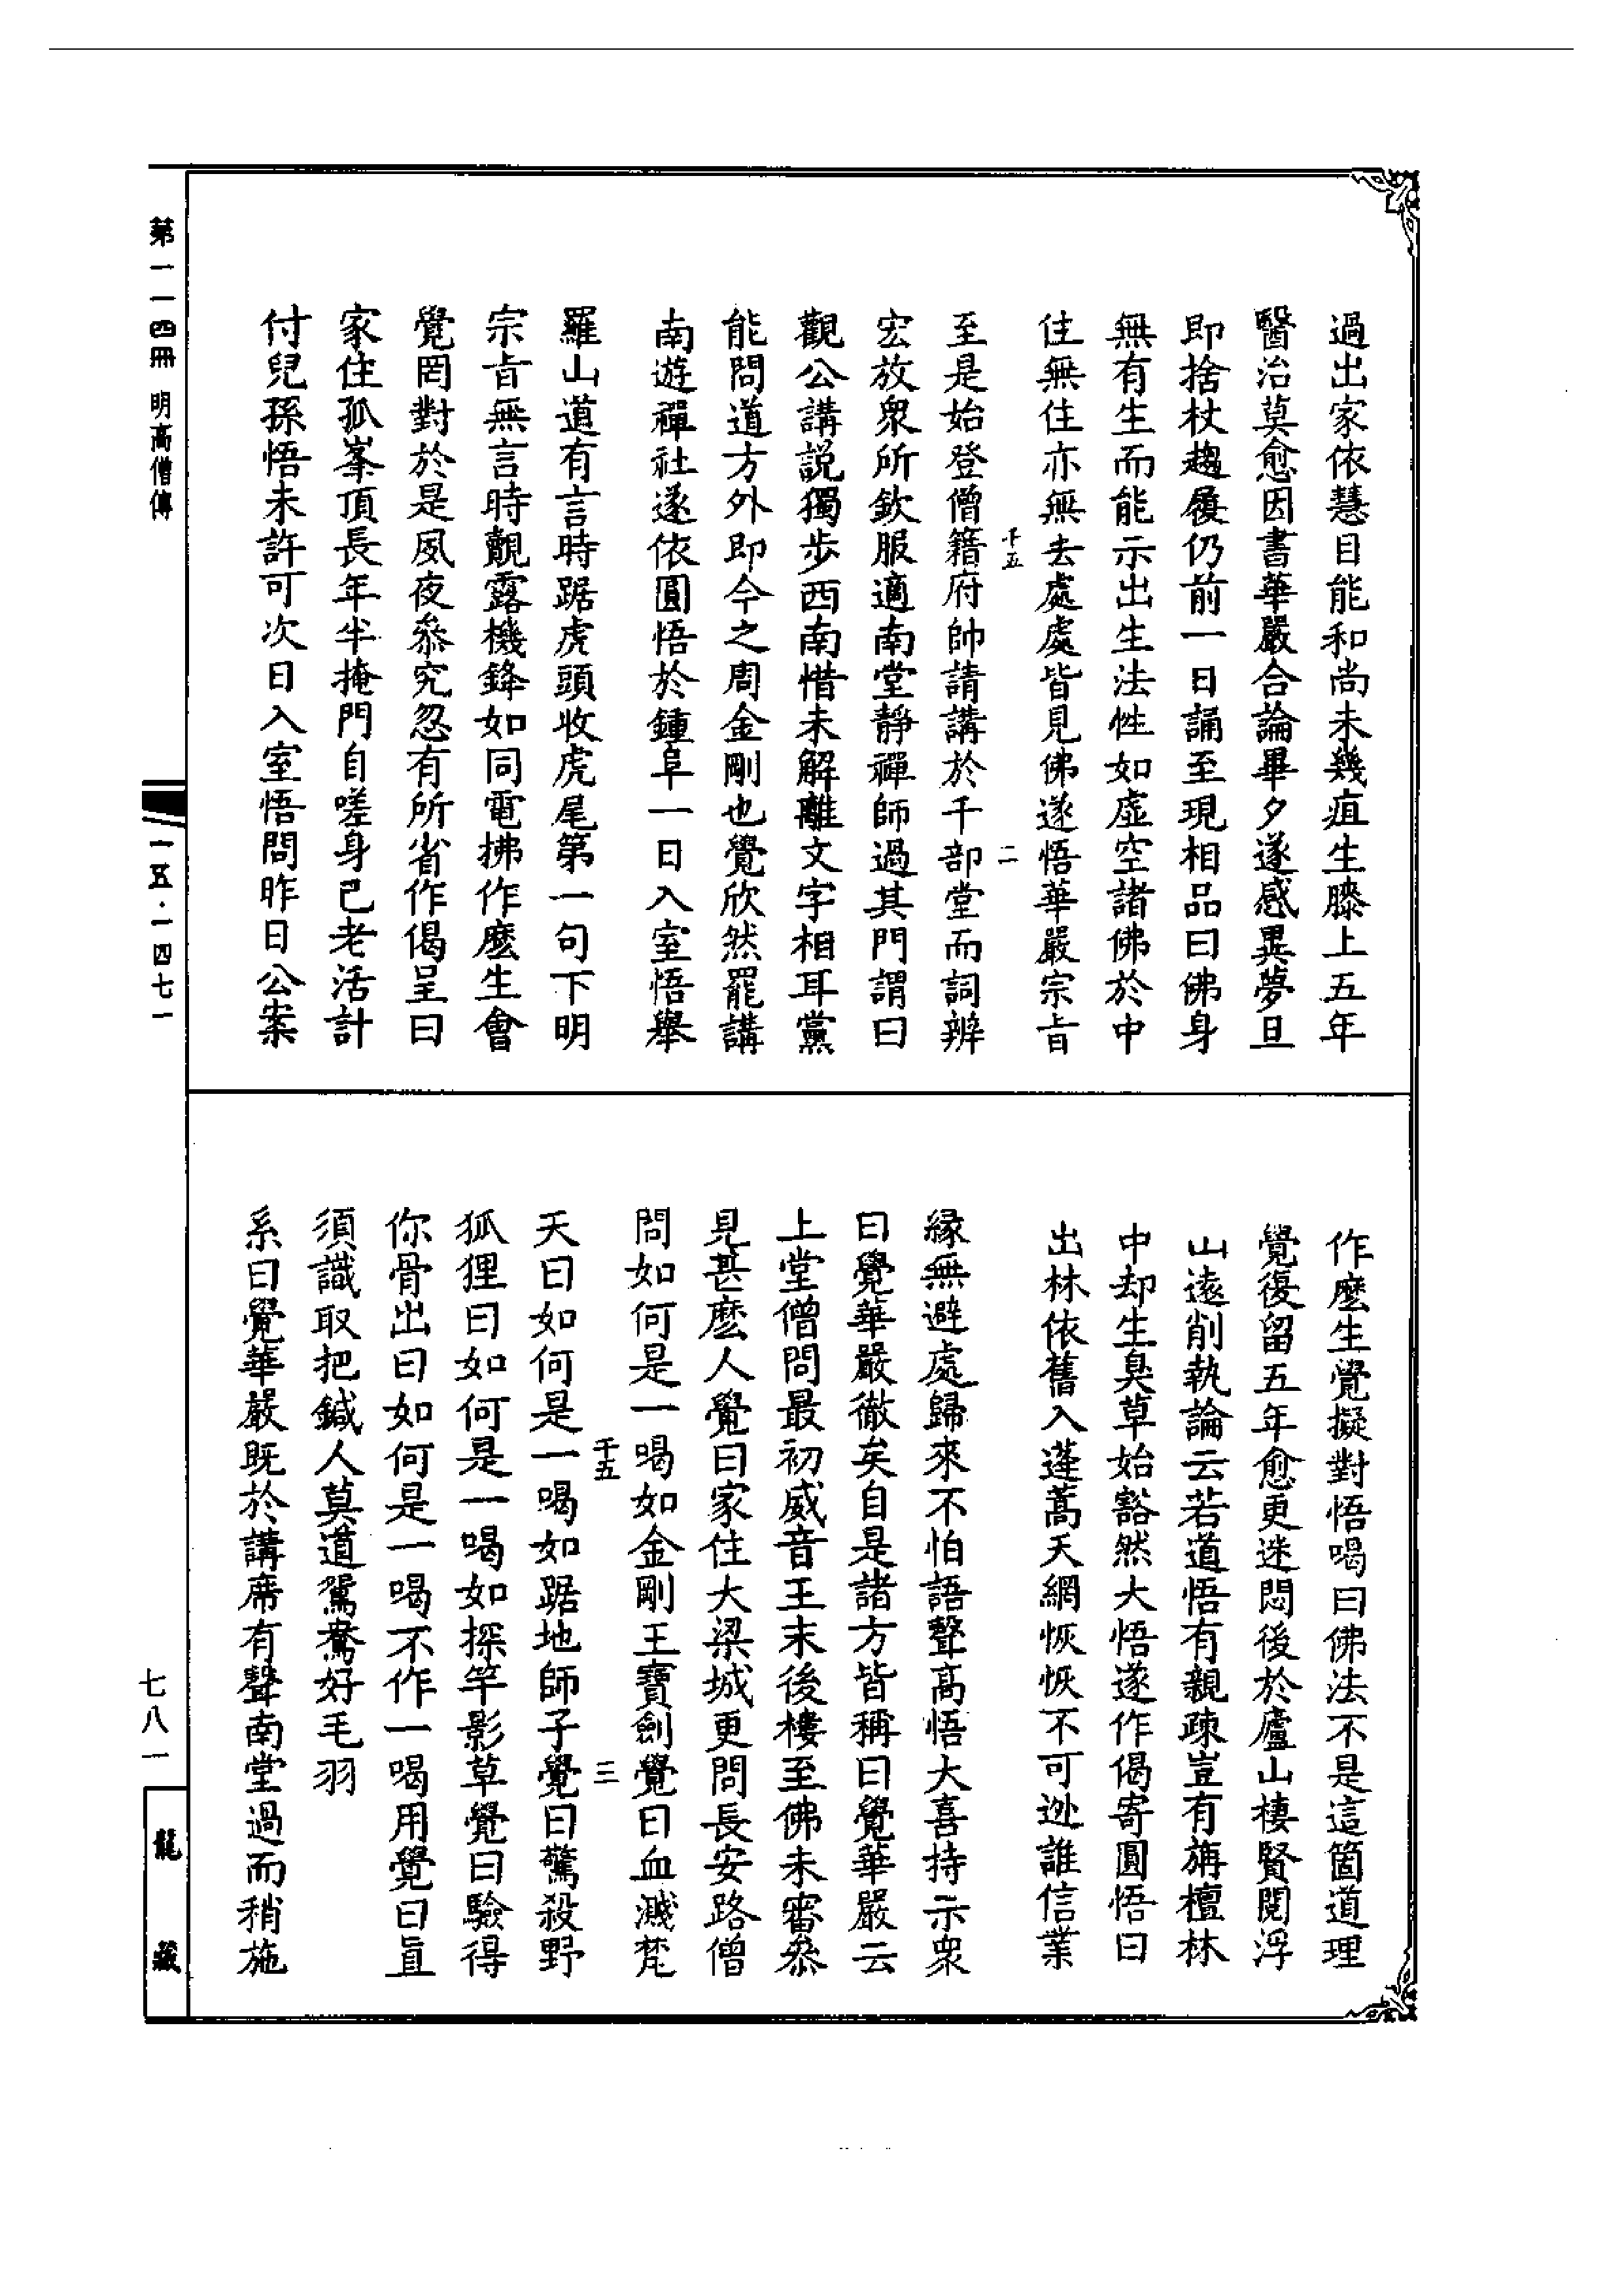 過出家依慧目能和尚未幾疽生膝上五年
醫治莫愈因書華嚴合論畢夕遂感異夢旦
即捨杖趨履仍前一日誦至現相品曰佛身
無有生而能示出生法性如虛空諸佛於中
住無住亦無去處處皆見佛遂悟華嚴宗旨
千五
二
至是始登僧籍府帥請講於千部堂而詞辨
宏放衆所欽服適南堂靜禪師過其門謂曰
觀公講説獨步西南惜未解離文字相耳黨
能問道方外即今之周金剛也覺欣然罷講
南遊禪社遂依圓悟於鍾阜一日入室悟舉
羅山道有言時踞虎頭收虎尾第一句下明
宗旨無言時覿露機鋒如同電拂作麽生會
覺罔對於是夙夜叅究忽有所省作偈呈曰
家住孤峯頂長年半掩門自嗟身已老活計
付兒孫悟未許可次日入室悟問昨日公案
作麽生覺擬對悟喝曰佛法不是這箇道理
覺復留五年愈更迷悶後於廬山棲賢閱浮
山遠削執論云若道悟有親疎豈有旃檀林
中却生臭草始豁然大悟遂作偈寄圓悟曰
出林依舊入蓬蒿天網恢恢不可逃誰信業
緣無避處歸來不怕語聲高悟大喜持示衆
曰覺華嚴徹矣自是諸方皆稱曰覺華嚴云
上堂僧問最初威音王末後樓至佛未審叅
見甚麽人覺曰家住大梁城更問長安路僧
問如何是一喝如金剛王寶劍覺曰血濺梵
千五
三
天曰如何是一喝如踞地師子覺曰驚殺野
狐狸曰如何是一喝如探竿影草覺曰驗得
你骨出曰如何是一喝不作一喝用覺曰直
須識取把鍼人莫道鴛鴦好毛羽
系曰覺華嚴既於講席有聲南堂過而稍施
第一一四冊 明高僧傳
一五·一四七一
七八一
龍藏